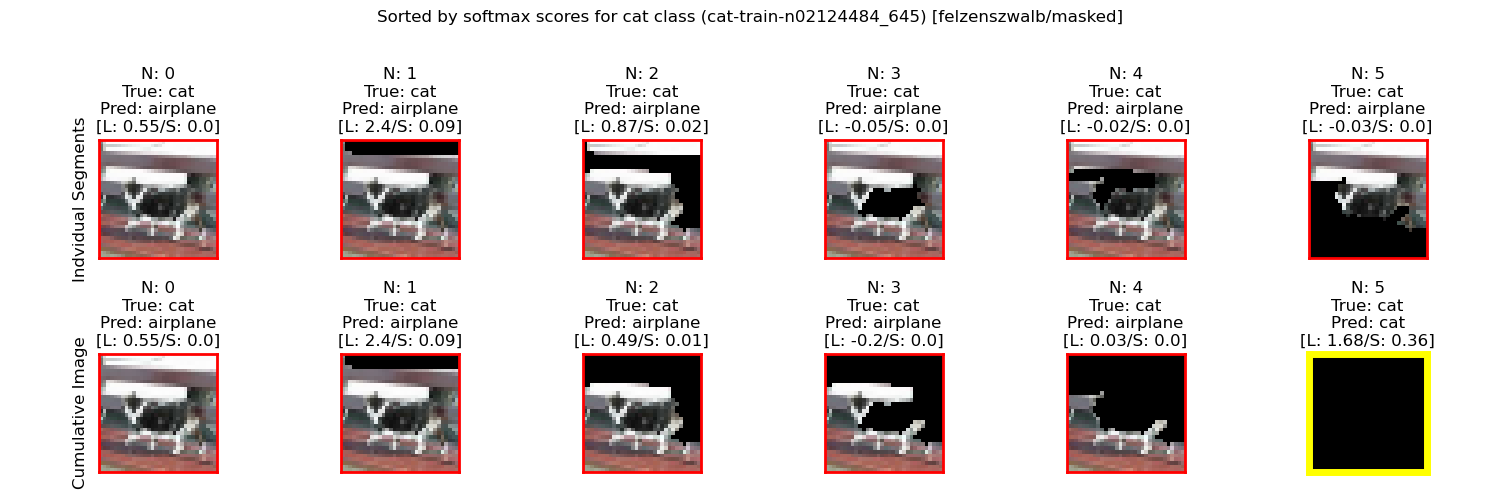 Sorted by softmax scores for cat class (cat-train-n02124484_645) [felzenszwalb/masked]
Indvidual Segments
N: 0
True: cat
Pred: airplane
[L: 0.55/S: 0.0]
N: 1
True: cat
Pred: airplane
[L: 2.4/S: 0.09]
N: 2
True: cat
Pred: airplane
[L: 0.87/S: 0.02]
N: 3
True: cat
Pred: airplane
[L: -0.05/S: 0.0]
N: 4
True: cat
Pred: airplane
[L: -0.02/S: 0.0]
N: 5
True: cat
Pred: airplane
[L: -0.03/S: 0.0]
Cumulative Image
N: 0
True: cat
Pred: airplane
[L: 0.55/S: 0.0]
N: 1
True: cat
Pred: airplane
[L: 2.4/S: 0.09]
N: 2
True: cat
Pred: airplane
[L: 0.49/S: 0.01]
N: 3
True: cat
Pred: airplane
[L: -0.2/S: 0.0]
N: 4
True: cat
Pred: airplane
[L: 0.03/S: 0.0]
N: 5
True: cat
Pred: cat
[L: 1.68/S: 0.36]